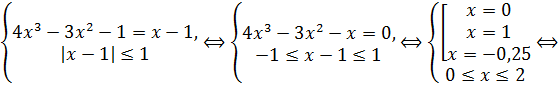 {4x³ − 3x² − 1 = x − 1, |x − 1| ≤ 1 ⇔ {4x³ − 3x² − x = 0, −1 ≤ x − 1 ≤ 1 ⇔ {[x = 0 x = 1 x = −0,25 0 ≤ x ≤ 2 ⇔